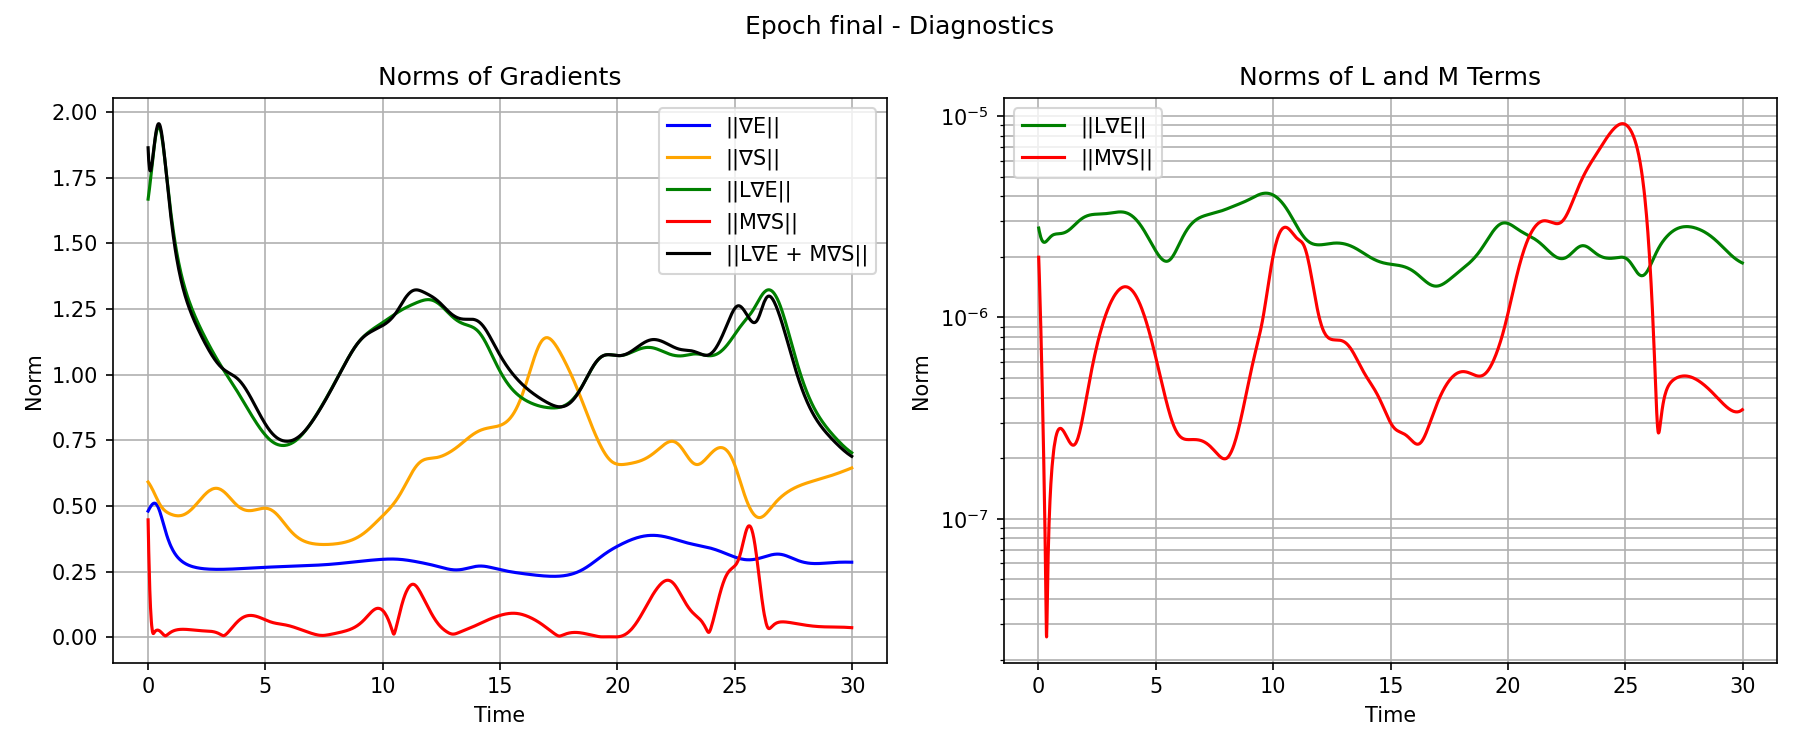 Epoch final - Diagnostics
Norms of Gradients
2.00
1.75
1.50
1.25
1.00
0.75
0.50
0.25
0.00
Norm
0 5 10 15 20 25 30
Time
||∇E||
||∇S||
||L∇E||
||M∇S||
||L∇E + M∇S||
Norms of L and M Terms
10⁻⁵
10⁻⁶
10⁻⁷
Norm
0 5 10 15 20 25 30
Time
||L∇E||
||M∇S||